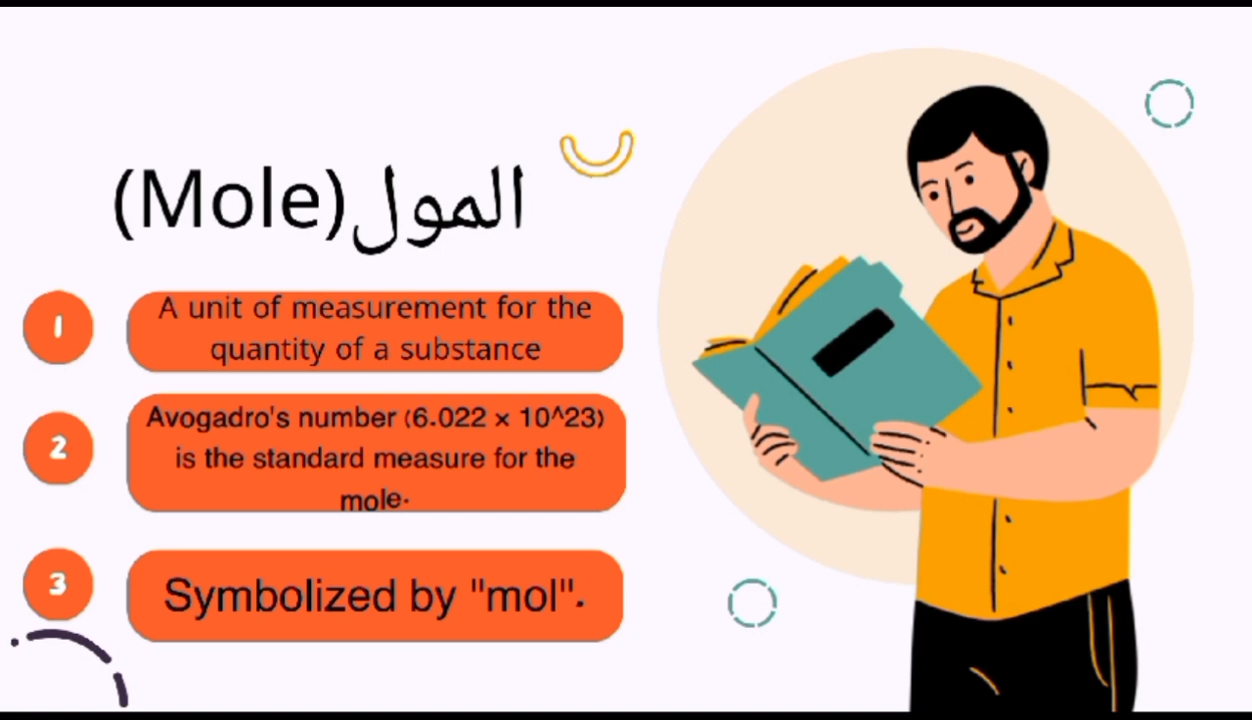 المول(Mole)
1
A unit of measurement for the
quantity of a substance
2
Avogadro's number (6.022 × 10^23)
is the standard measure for the
mole.
3
Symbolized by "mol".